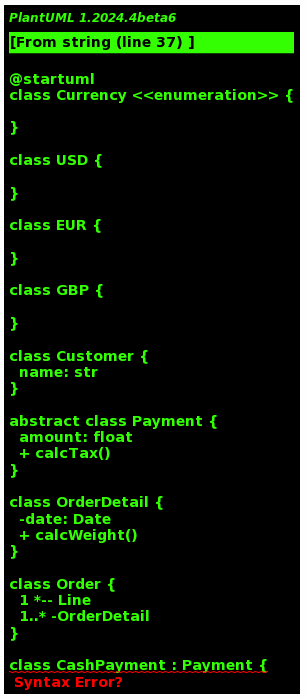 PlantUML 1.2024.4beta6
[From string (line 37) ]
@startuml
class Currency <<enumeration>> {
}
class USD {
}
class EUR {
}
class GBP {
}
class Customer {
name: str
}
abstract class Payment {
amount: float
+ calcTax()
}
class OrderDetail {
-date: Date
+ calcWeight()
}
class Order {
1 *-- Line
1..* -OrderDetail
}
class CashPayment : Payment {
Syntax Error?